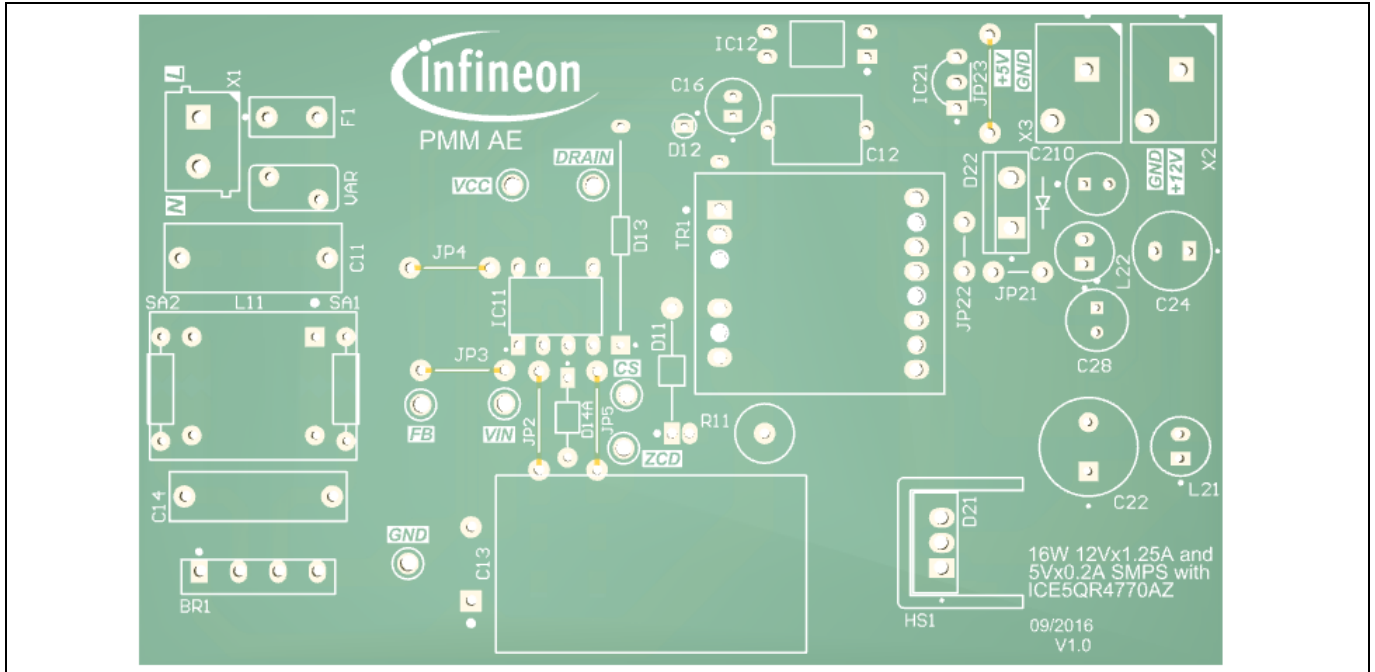 infineon
PMM AE
L
X1
F1
VAR
N
C11
SA2
L11
SA1
C14
BR1
VCC
DRAIN
D13
JP4
IC11
JP3
FB
VIN
JP2
D14A
JP5
CS
ZCD
D11
R11
GND
C13
IC12
C16
D12
C12
TR1
IC21
JP23
+5V
GND
X3
C210
D22
GND
+12V
X2
JP22
JP21
L22
C24
C28
C22
L21
D21
HS1
16W 12Vx1.25A and
5Vx0.2A SMPS with
ICE5QR4770AZ
09/2016
V1.0